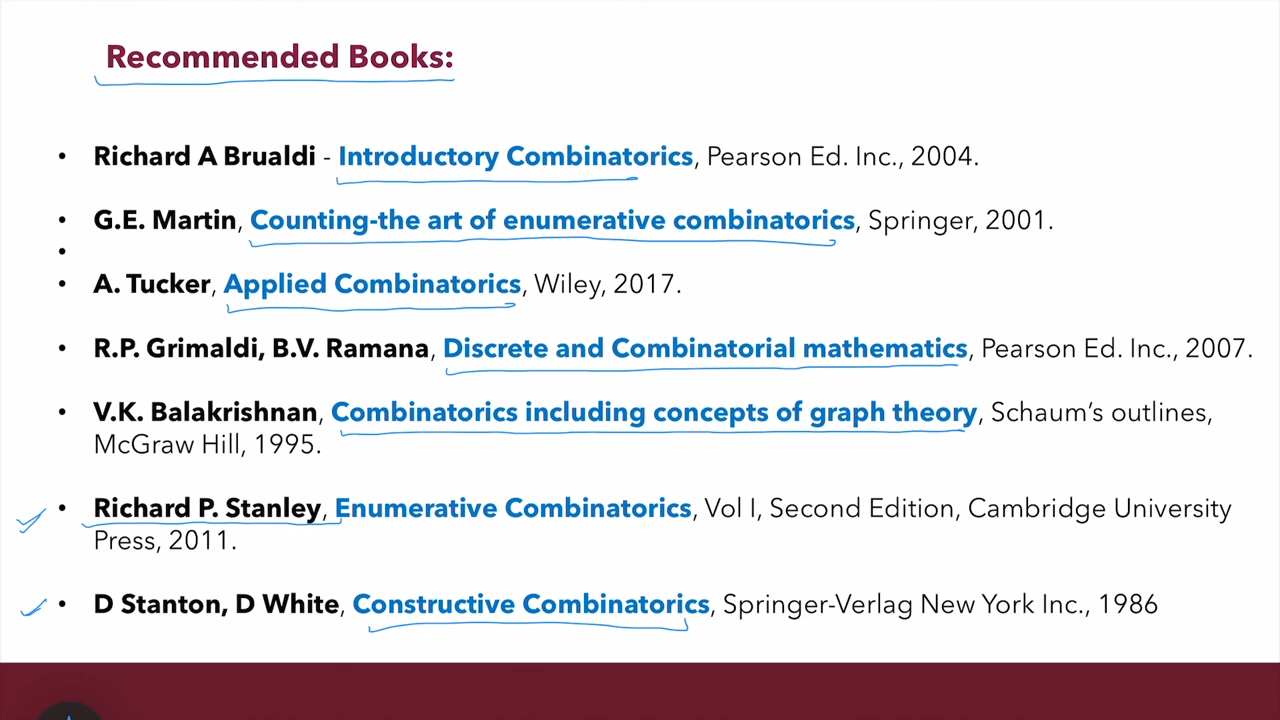 Recommended Books:
• Richard A Brualdi - Introductory Combinatorics, Pearson Ed. Inc., 2004.
• G.E. Martin, Counting-the art of enumerative combinatorics, Springer, 2001.
•
• A. Tucker, Applied Combinatorics, Wiley, 2017.
• R.P. Grimaldi, B.V. Ramana, Discrete and Combinatorial mathematics, Pearson Ed. Inc., 2007.
• V.K. Balakrishnan, Combinatorics including concepts of graph theory, Schaum’s outlines,
McGraw Hill, 1995.
• Richard P. Stanley, Enumerative Combinatorics, Vol I, Second Edition, Cambridge University
Press, 2011.
• D Stanton, D White, Constructive Combinatorics, Springer-Verlag New York Inc., 1986